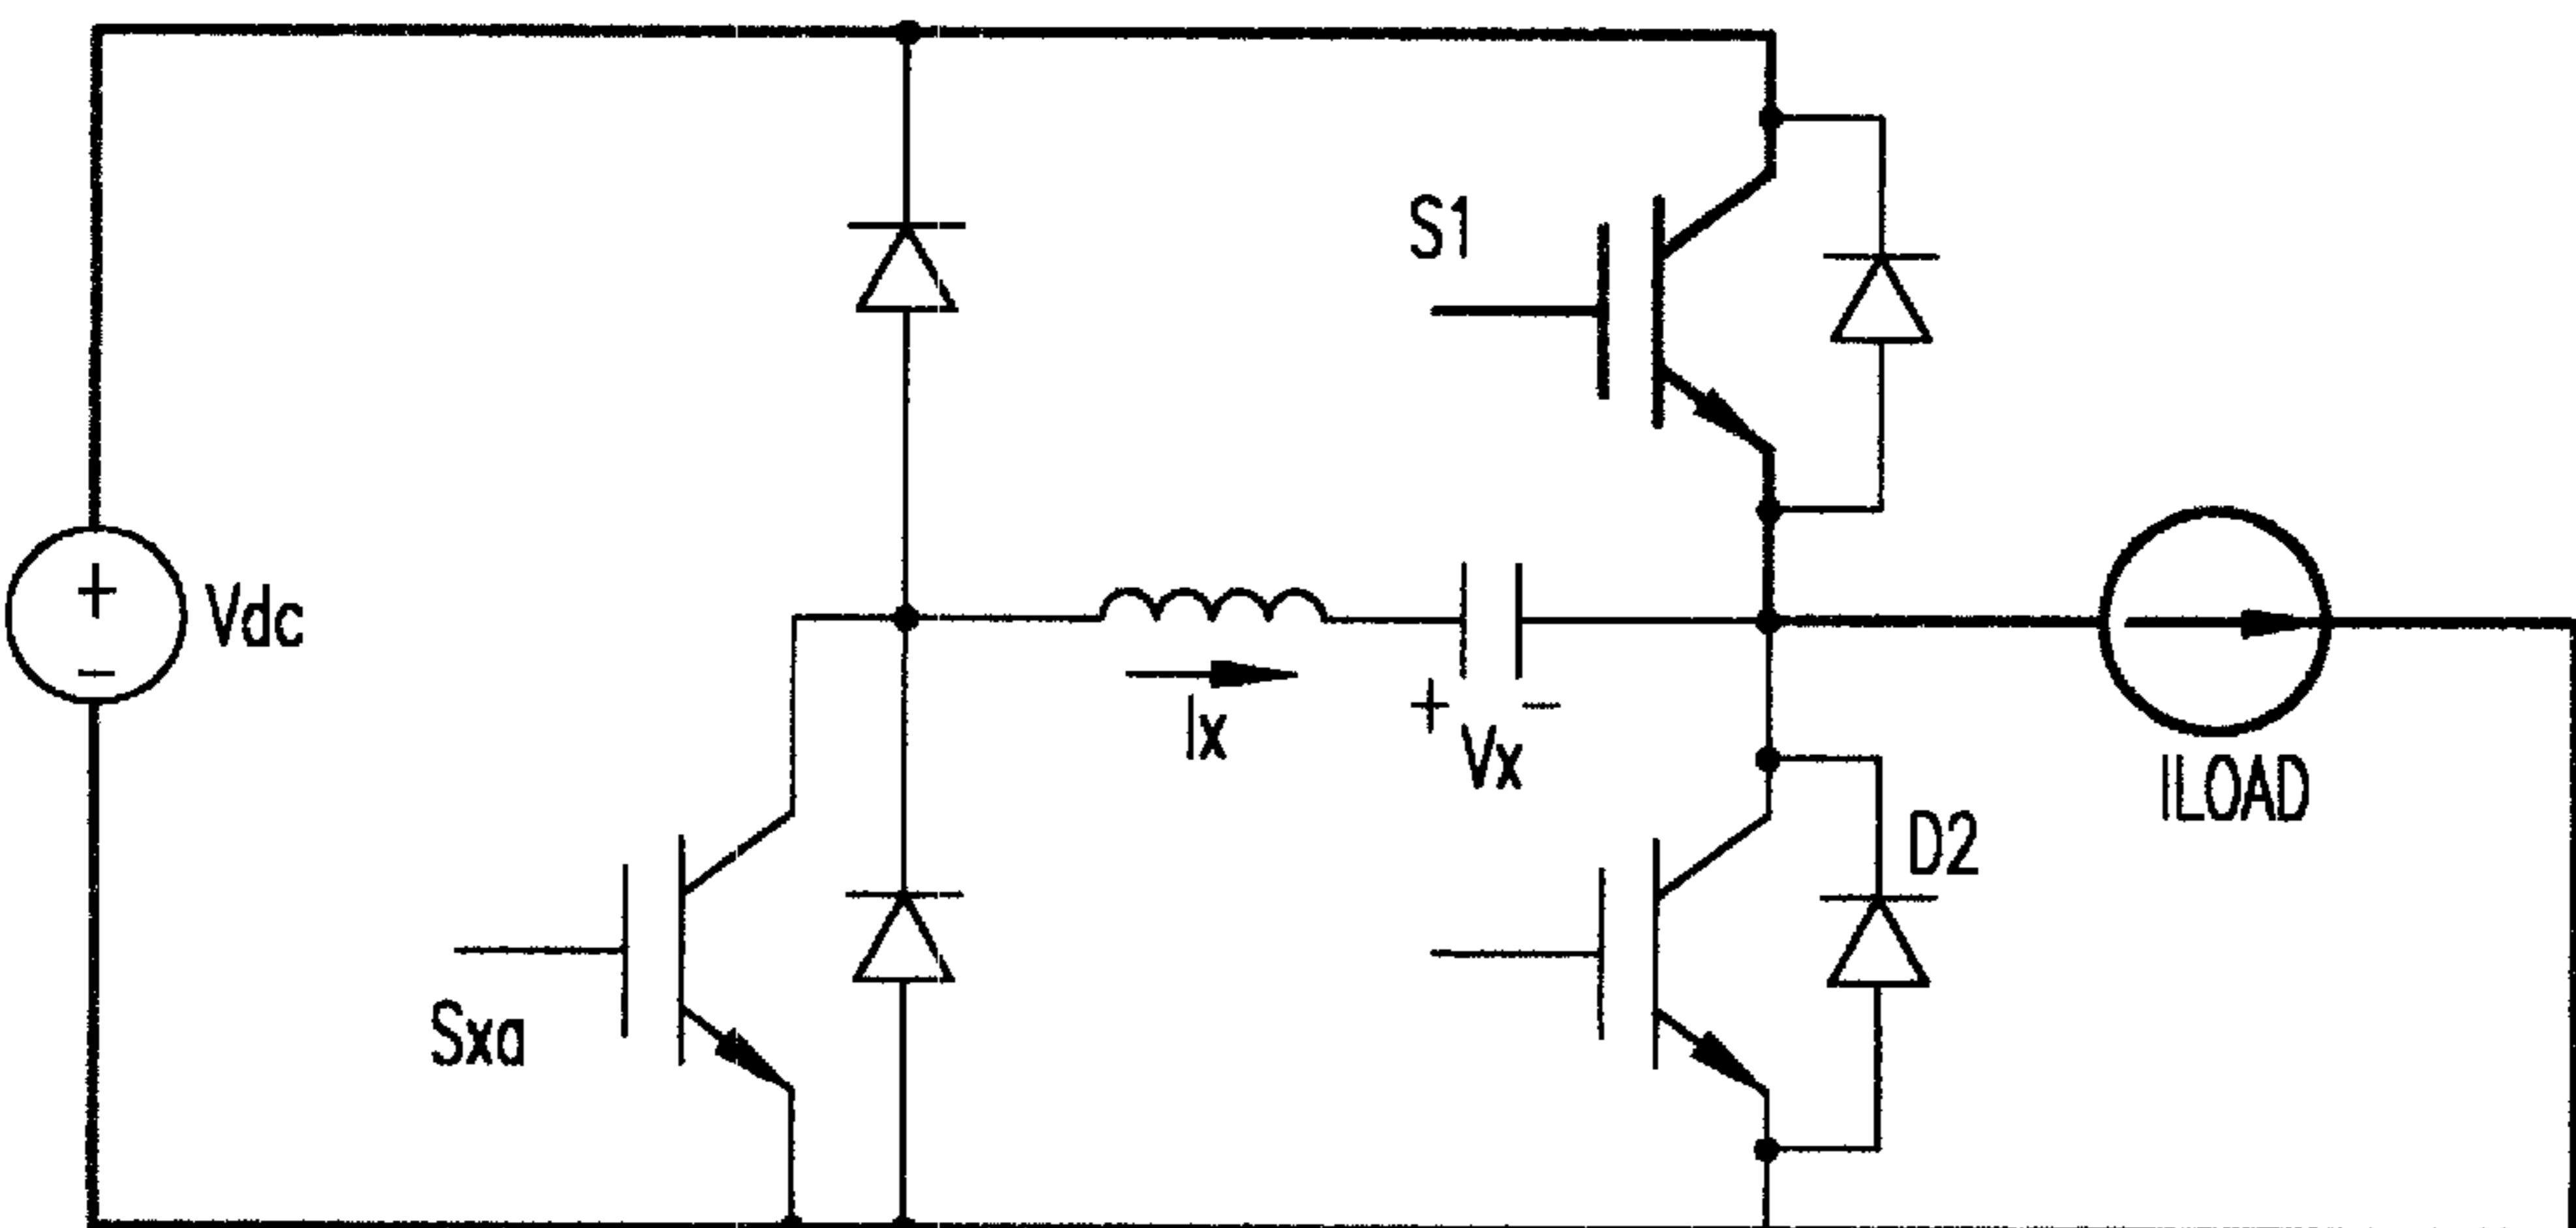 S1
+
-
Vdc
Ix
+ -
Vx
ILOAD
D2
Sxa